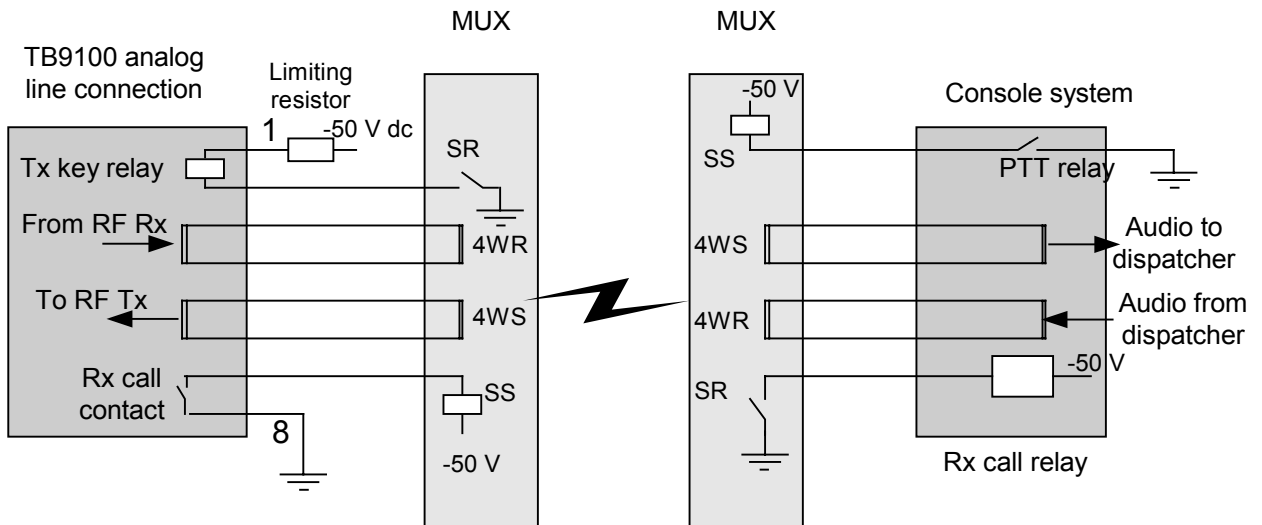 MUX
MUX
TB9100 analog
line connection
Limiting
resistor
1
-50 V dc
-50 V
Console system
Tx key relay
SR
SS
PTT relay
From RF Rx
4WR
4WS
Audio to
dispatcher
To RF Tx
4WS
4WR
Audio from
dispatcher
Rx call
contact
8
SS
-50 V
SR
-50 V
Rx call relay